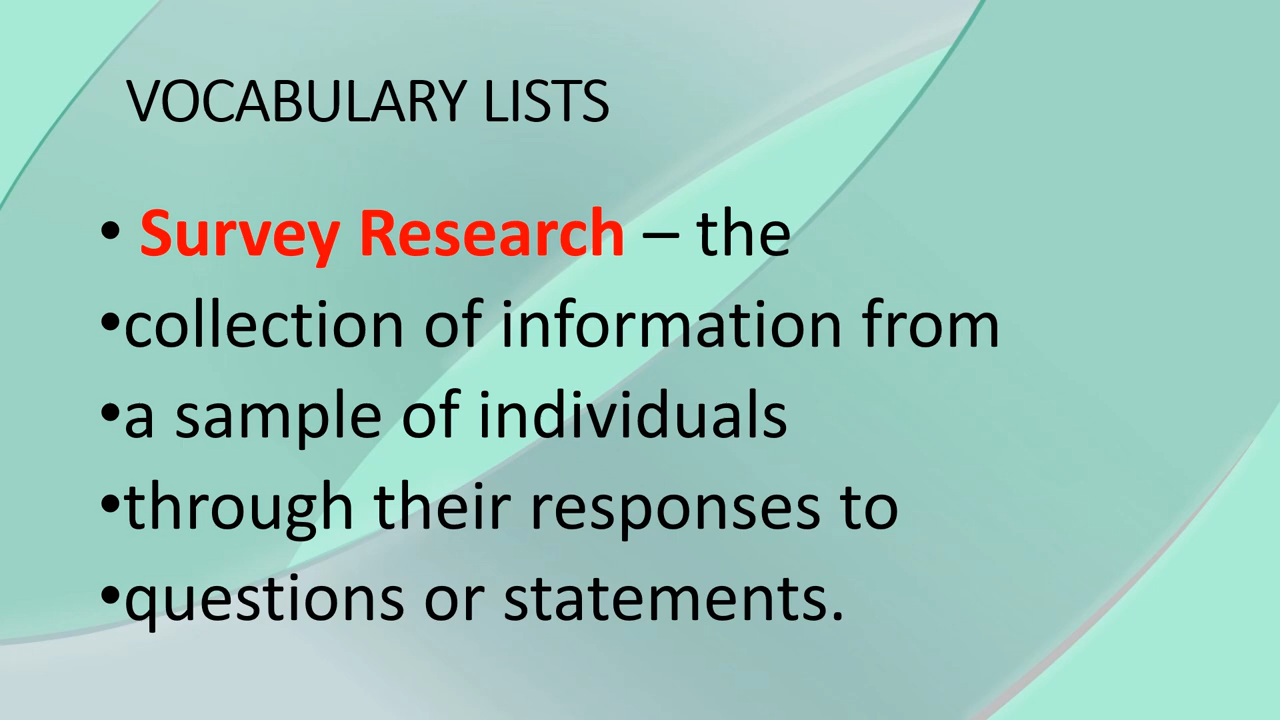 VOCABULARY LISTS
• Survey Research – the
•collection of information from
•a sample of individuals
•through their responses to
•questions or statements.